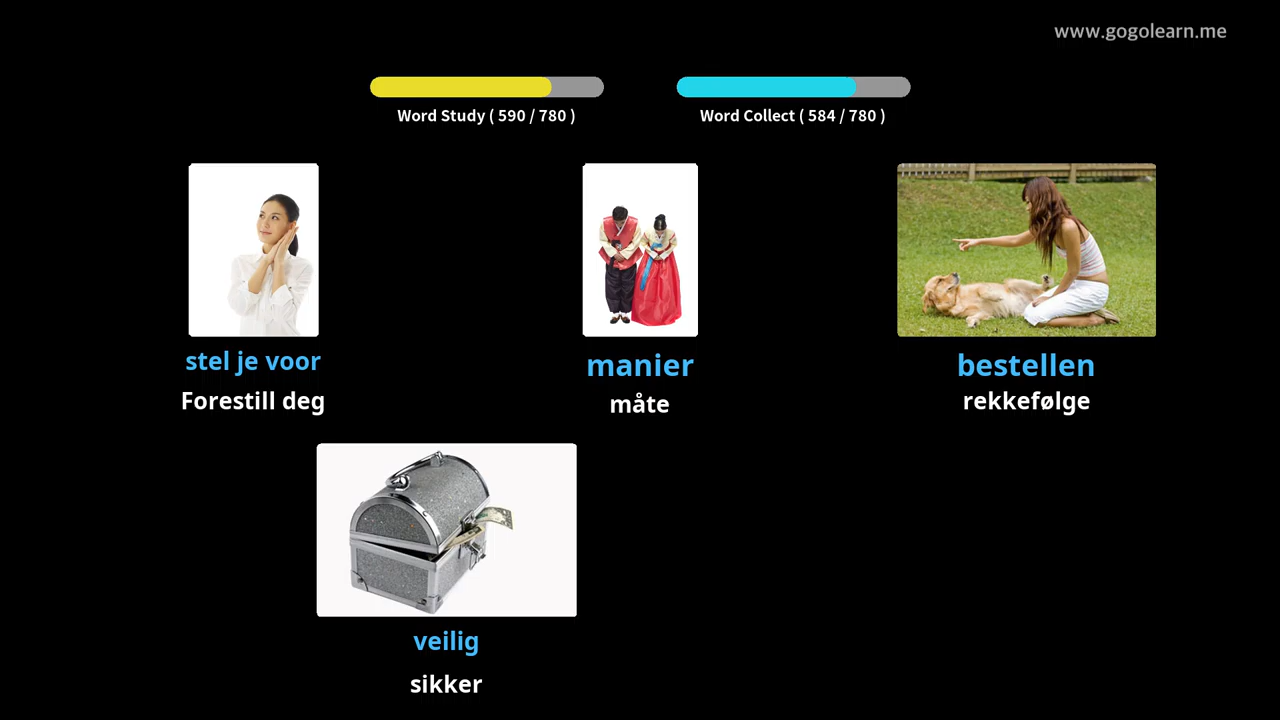 www.gogolearn.me
Word Study ( 590 / 780 )
Word Collect ( 584 / 780 )
stel je voor
manier
bestellen
Forestill deg
måte
rekkefølge
veilig
sikker